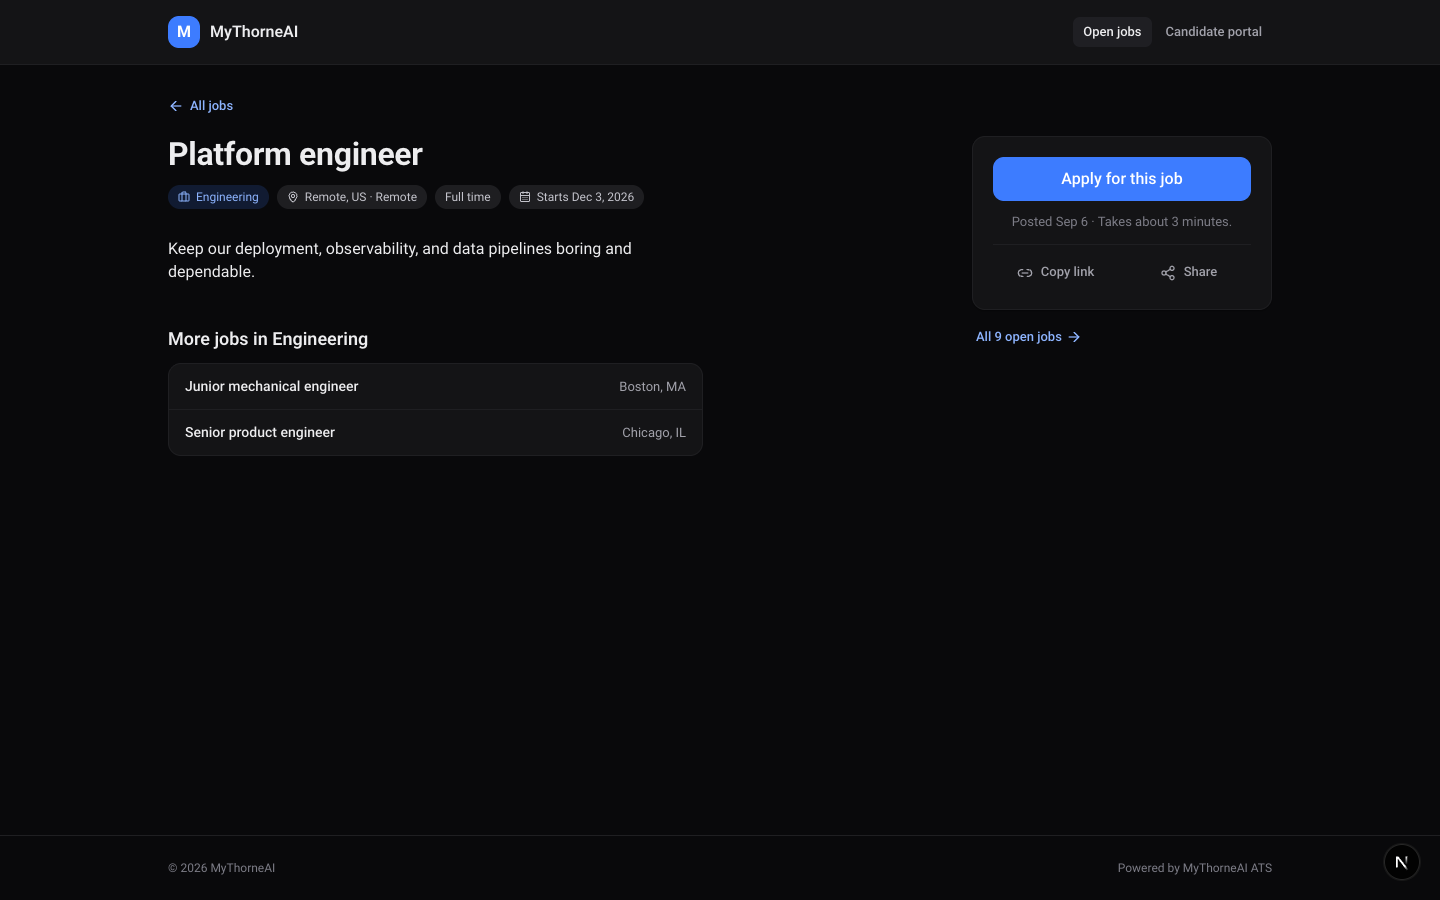 M MyThorneAI
Open jobs
Candidate portal
All jobs
Platform engineer
Engineering
Remote, US · Remote
Full time
Starts Dec 3, 2026
Keep our deployment, observability, and data pipelines boring and
dependable.
More jobs in Engineering
Junior mechanical engineer
Boston, MA
Senior product engineer
Chicago, IL
Apply for this job
Posted Sep 6 · Takes about 3 minutes.
Copy link
Share
All 9 open jobs
© 2026 MyThorneAI
Powered by MyThorneAI ATS
N